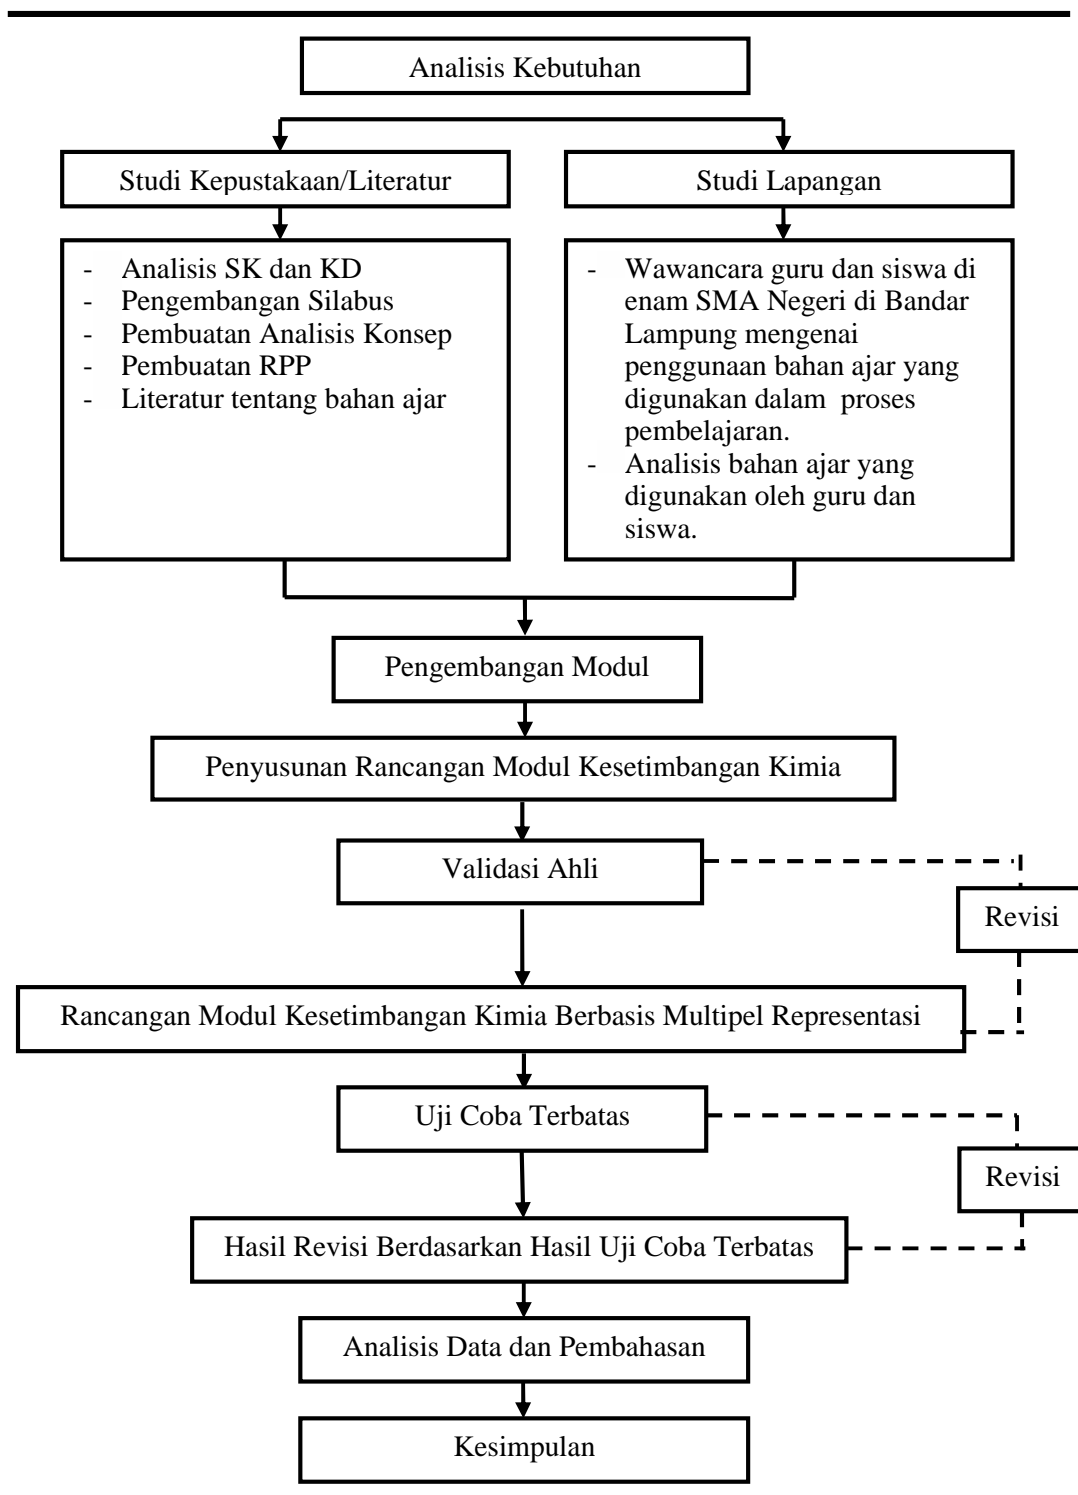 Analisis Kebutuhan
Studi Kepustakaan/Literatur
Studi Lapangan
- Analisis SK dan KD
- Pengembangan Silabus
- Pembuatan Analisis Konsep
- Pembuatan RPP
- Literatur tentang bahan ajar
- Wawancara guru dan siswa di
enam SMA Negeri di Bandar
Lampung mengenai
penggunaan bahan ajar yang
digunakan dalam proses
pembelajaran.
- Analisis bahan ajar yang
digunakan oleh guru dan
siswa.
Pengembangan Modul
Penyusunan Rancangan Modul Kesetimbangan Kimia
Validasi Ahli
Revisi
Rancangan Modul Kesetimbangan Kimia Berbasis Multipel Representasi
Uji Coba Terbatas
Revisi
Hasil Revisi Berdasarkan Hasil Uji Coba Terbatas
Analisis Data dan Pembahasan
Kesimpulan